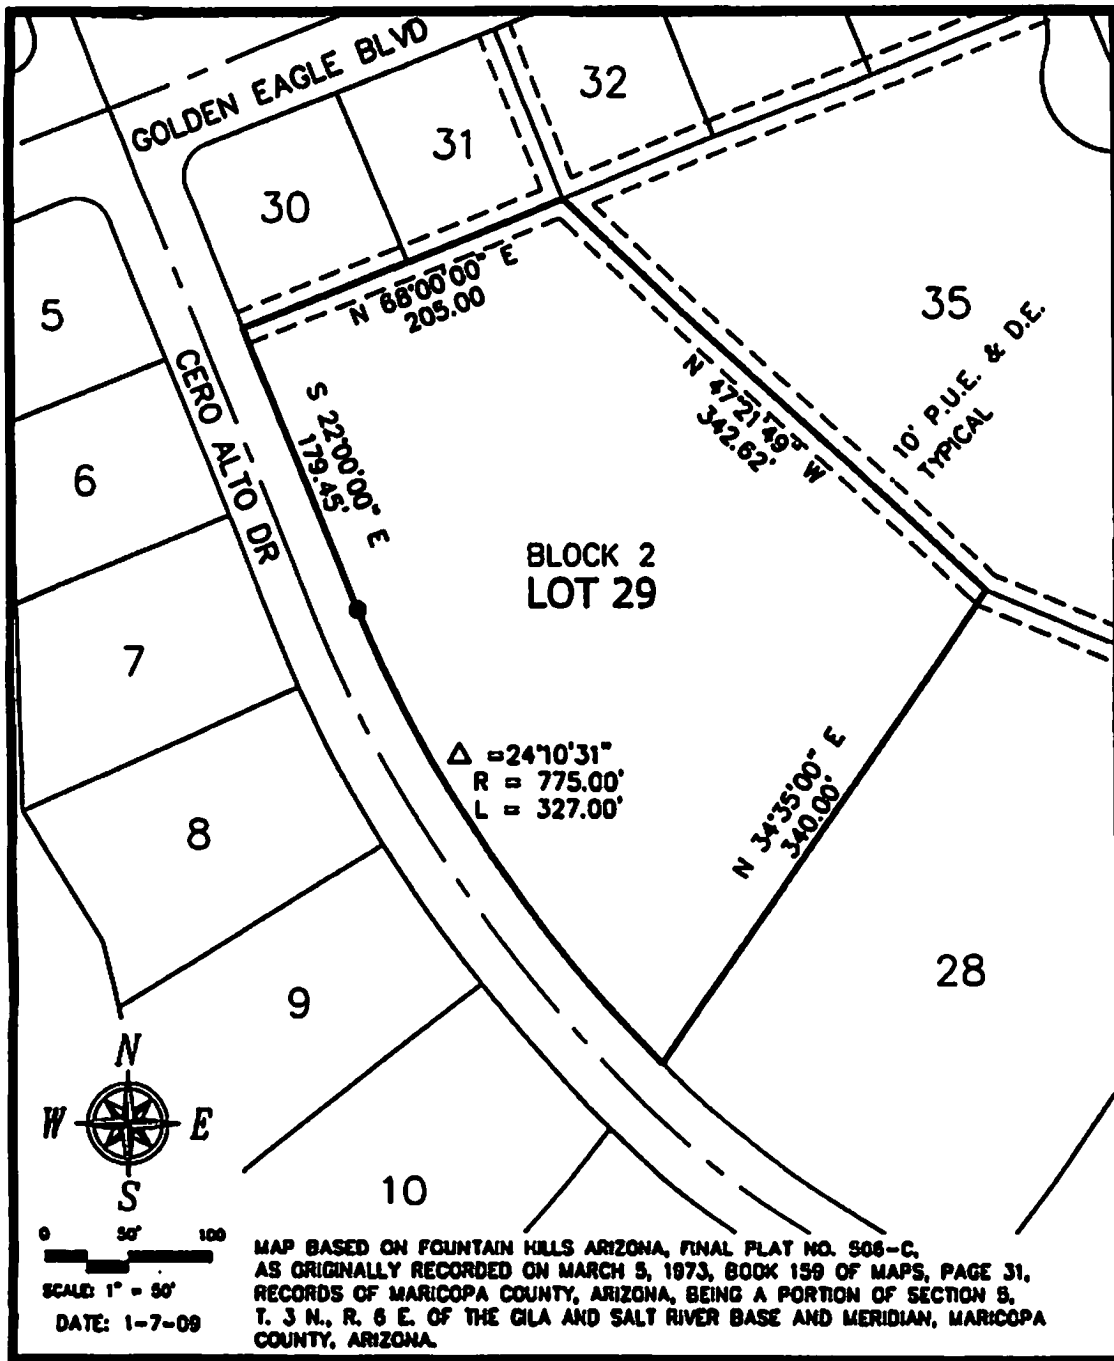 GOLDEN EAGLE BLVD
32
31
30
N 68°00'00" E
205.00
35
5
10' P.U.E. & D.E.
TYPICAL
CERO ALTO DR
S 22°00'00" E
179.45'
N 47°21'49" W
342.62'
6
BLOCK 2
LOT 29
7
Δ =24°10'31"
R = 775.00'
L = 327.00'
8
N 34°35'00" E
340.00'
28
9
N
W
E
S
10
0 50' 100
SCALE: 1" = 50'
DATE: 1-7-09
MAP BASED ON FOUNTAIN HILLS ARIZONA, FINAL PLAT NO. 506-C,
AS ORIGINALLY RECORDED ON MARCH 5, 1973, BOOK 159 OF MAPS, PAGE 31,
RECORDS OF MARICOPA COUNTY, ARIZONA, BEING A PORTION OF SECTION 5,
T. 3 N., R. 6 E. OF THE GILA AND SALT RIVER BASE AND MERIDIAN, MARICOPA
COUNTY, ARIZONA.